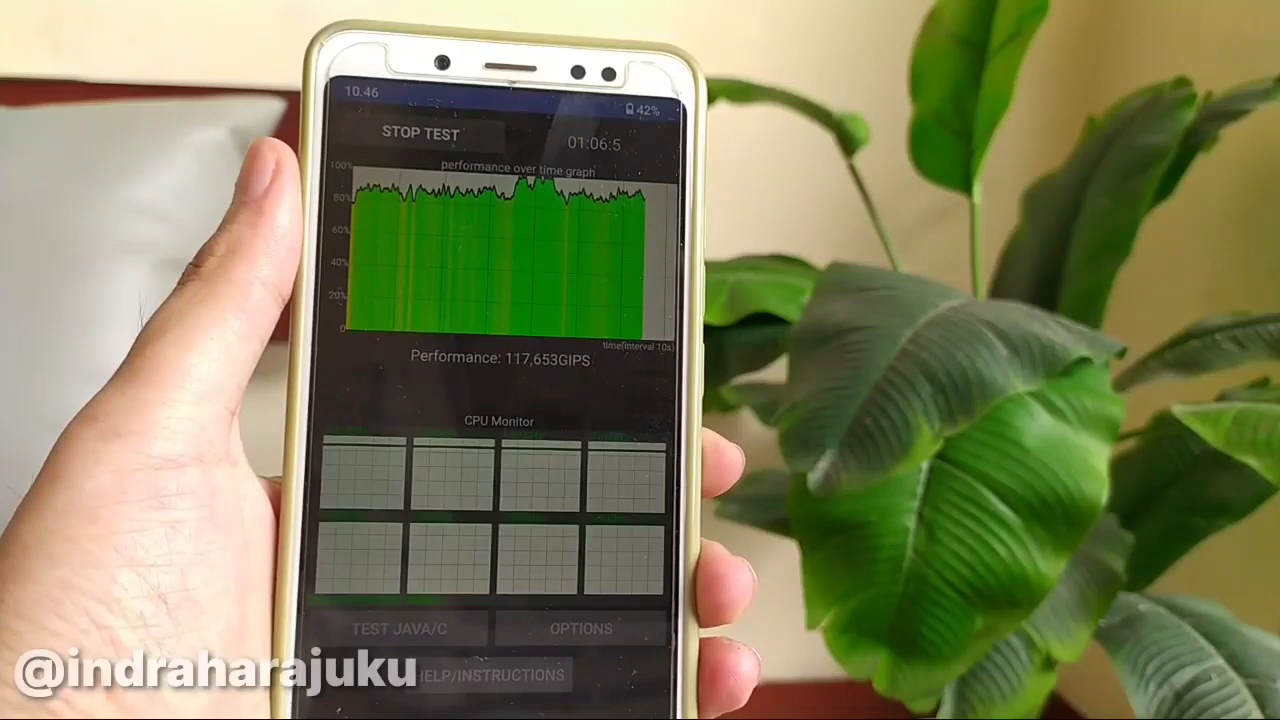 10.46
42%
STOP TEST
01:06:5
performance over time graph
100%
80%
60%
40%
20%
0
time(interval 10s)
Performance: 117,653GIPS
CPU Monitor
TEST JAVA/C
OPTIONS
HELP/INSTRUCTIONS
@indraharajuku